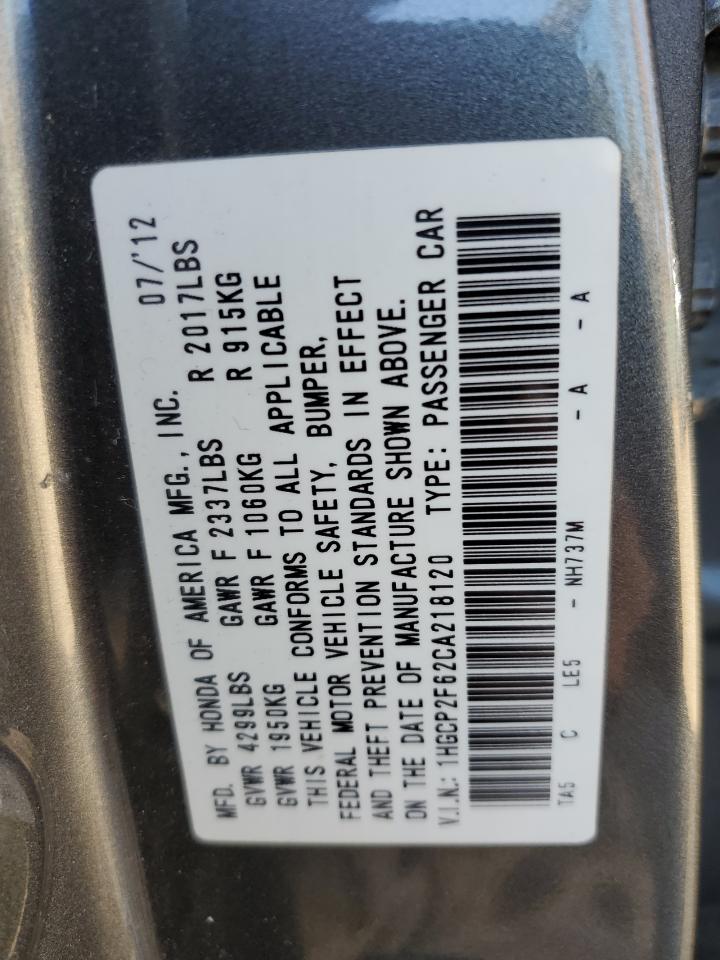 MFD. BY HONDA OF AMERICA MFG., INC. 07/'12
GVWR 4299LBS GAWR F 2337LBS R 2017LBS
GVWR 1950KG GAWR F 1060KG R 915KG
THIS VEHICLE CONFORMS TO ALL APPLICABLE
FEDERAL MOTOR VEHICLE SAFETY, BUMPER,
AND THEFT PREVENTION STANDARDS IN EFFECT
ON THE DATE OF MANUFACTURE SHOWN ABOVE.
V.I.N.: 1HGCP2F62CA218120 TYPE: PASSENGER CAR
TA5 C LE5 - NH737M - A - A